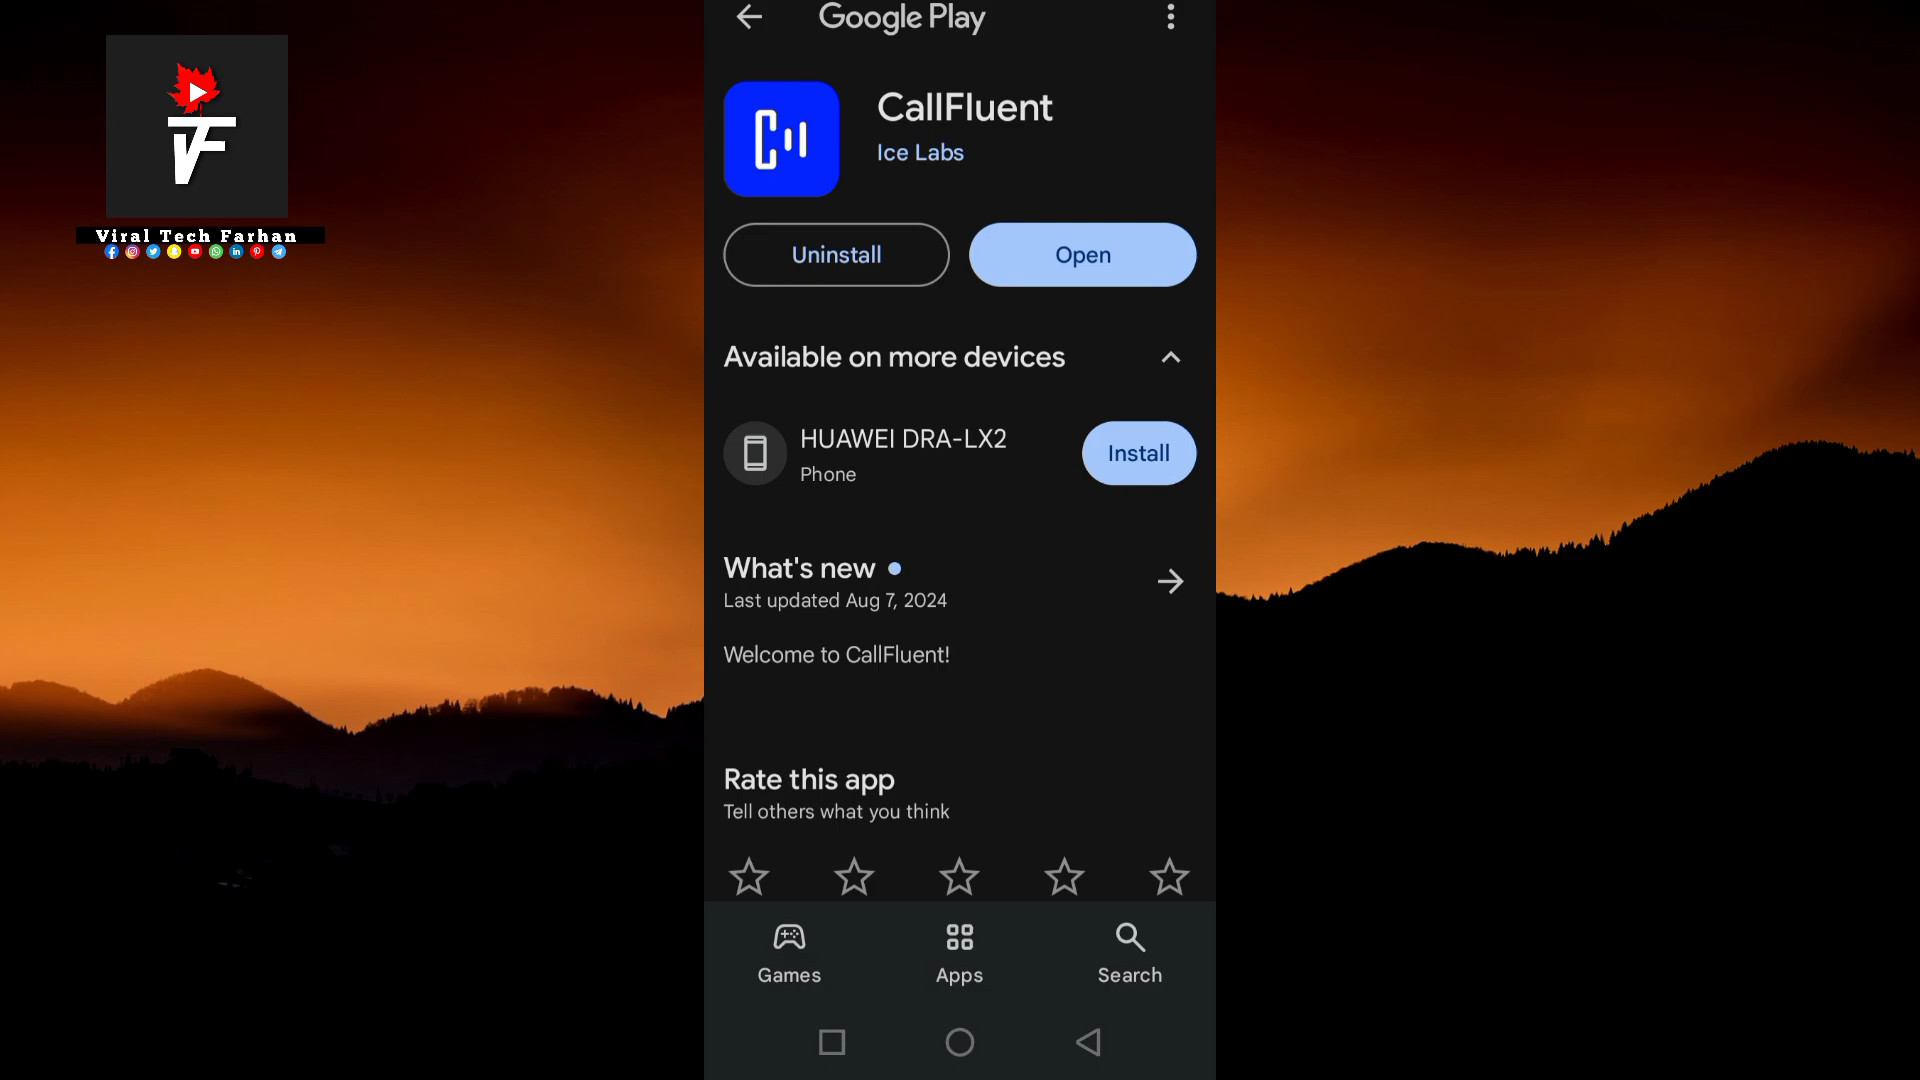 Viral Tech Farhan
Google Play
CallFluent
Ice Labs
Uninstall
Open
Available on more devices
HUAWEI DRA-LX2
Phone
Install
What's new
Last updated Aug 7, 2024
Welcome to CallFluent!
Rate this app
Tell others what you think
Games
Apps
Search